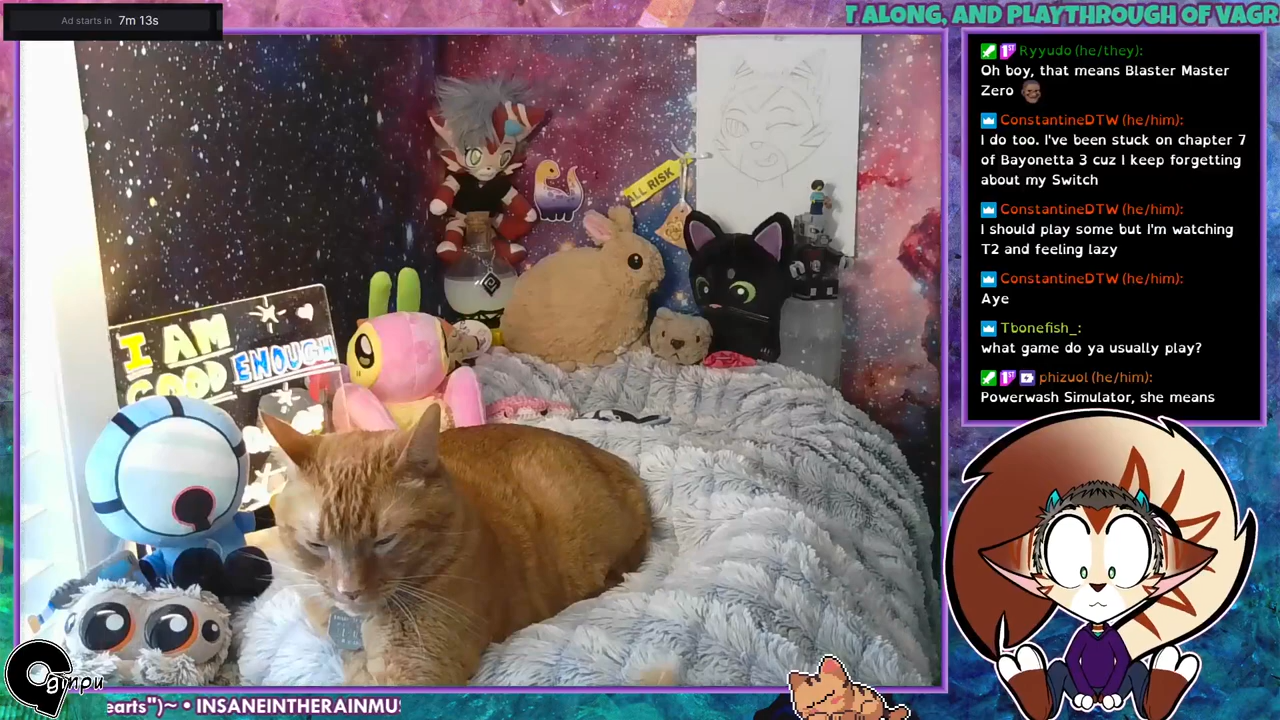 Ad starts in 7m 13s
T ALONG, AND PLAYTHROUGH OF VAGR
Ryyudo (he/they):
Oh boy, that means Blaster Master
Zero
ConstantineDTW (he/him):
I do too. I've been stuck on chapter 7
of Bayonetta 3 cuz I keep forgetting
about my Switch
ConstantineDTW (he/him):
I should play some but I'm watching
T2 and feeling lazy
ConstantineDTW (he/him):
Aye
Tbonefish_:
what game do ya usually play?
phizuol (he/him):
Powerwash Simulator, she means
ALL RISK
I AM
GOOD ENOUGH
ginpu
earts")~ • INSANEINTHERAINMUS